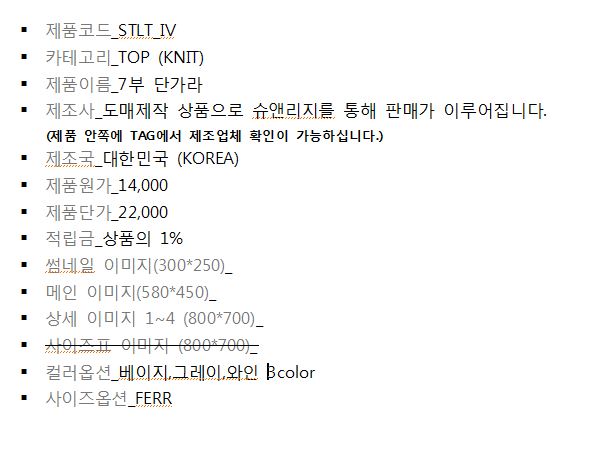 ▪ 제품코드_STLT_IV
▪ 카테고리_TOP (KNIT)
▪ 제품이름_7부 단가라
▪ 제조사_도매제작 상품으로 슈앤리지를 통해 판매가 이루어집니다.
(제품 안쪽에 TAG에서 제조업체 확인이 가능하십니다.)
▪ 제조국_대한민국 (KOREA)
▪ 제품원가_14,000
▪ 제품단가_22,000
▪ 적립금_상품의 1%
▪ 썸네일 이미지(300*250)_
▪ 메인 이미지(580*450)_
▪ 상세 이미지 1~4 (800*700)_
▪ 사이즈표 이미지 (800*700)_
▪ 컬러옵션_베이지,그레이,와인 3color
▪ 사이즈옵션_FERR